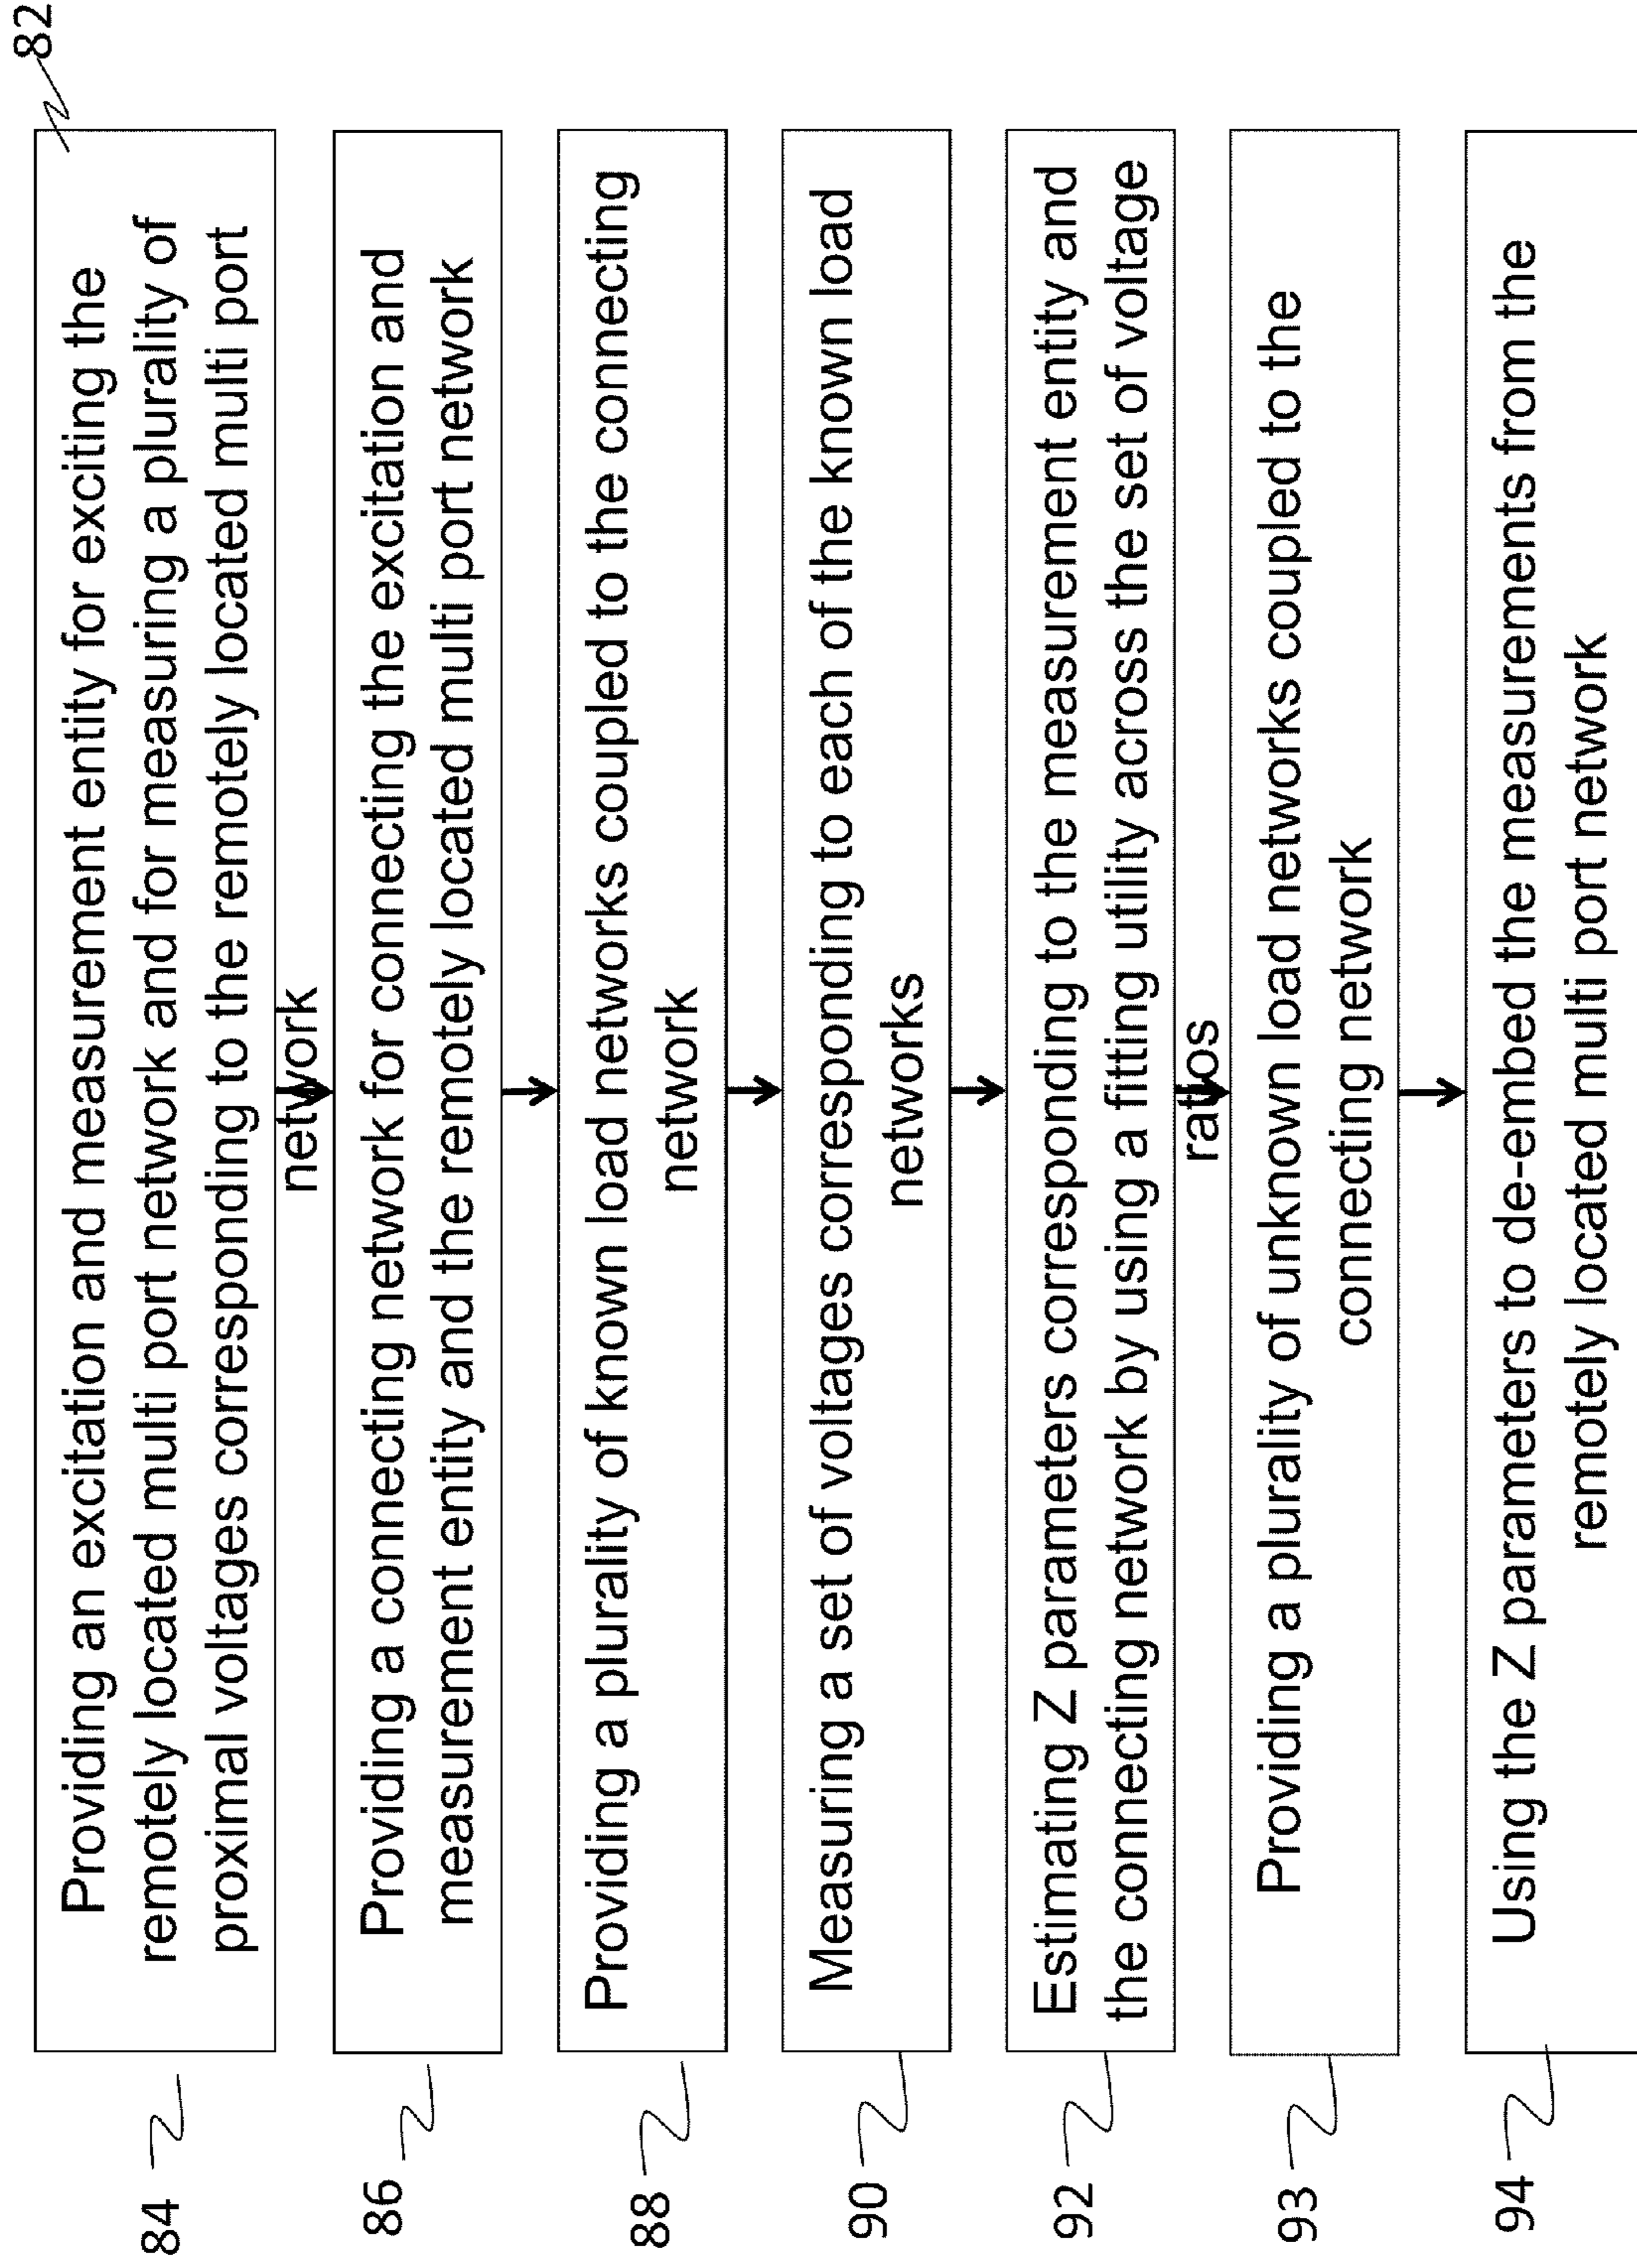 82
84
Providing an excitation and measurement entity for exciting the
remotely located multi port network and for measuring a plurality of
proximal voltages corresponding to the remotely located multi port
network
86
Providing a connecting network for connecting the excitation and
measurement entity and the remotely located multi port network
88
Providing a plurality of known load networks coupled to the connecting
network
90
Measuring a set of voltages corresponding to each of the known load
networks
92
Estimating Z parameters corresponding to the measurement entity and
the connecting network by using a fitting utility across the set of voltage
ratios
93
Providing a plurality of unknown load networks coupled to the
connecting network
94
Using the Z parameters to de-embed the measurements from the
remotely located multi port network